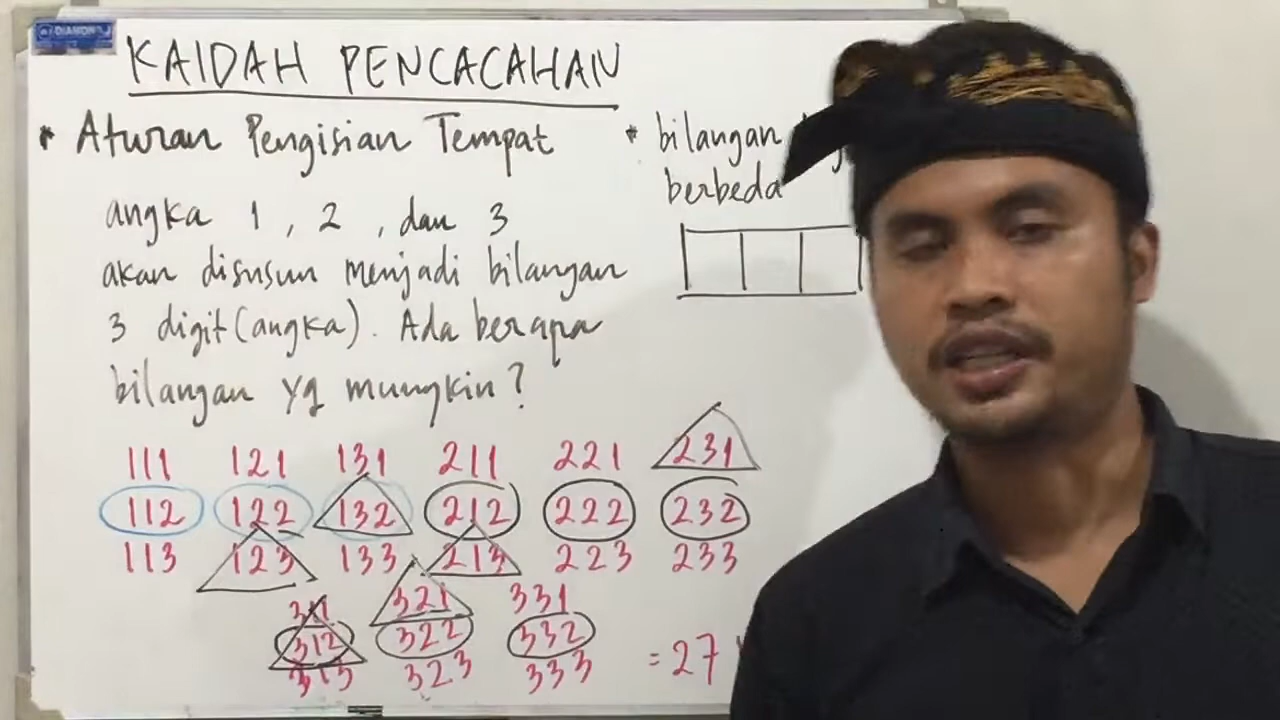 DIAMOND
KAIDAH PENCACAHAN
* Aturan Pengisian Tempat
angka 1, 2, dan 3
akan disusun menjadi bilangan
3 digit (angka). Ada berapa
bilangan yg mungkin?
111 121 131 211 221 231
112 122 132 212 222 232
113 123 133 213 223 233
311 321 331
312 322 332
313 323 333
= 27
* bilangan
berbeda